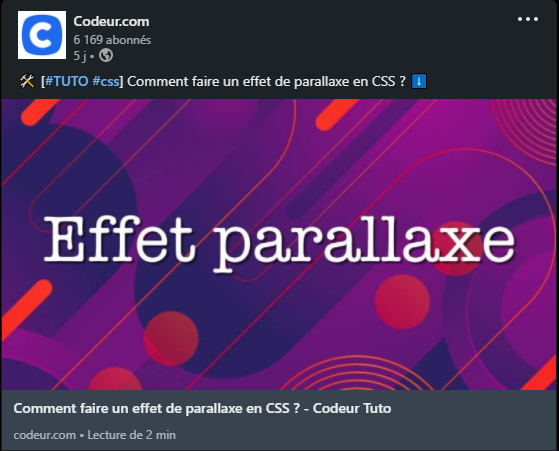 Codeur.com
6 169 abonnés
5 j •
🛠 [#TUTO #css] Comment faire un effet de parallaxe en CSS ? ⬇
Effet parallaxe
Comment faire un effet de parallaxe en CSS ? - Codeur Tuto
codeur.com • Lecture de 2 min